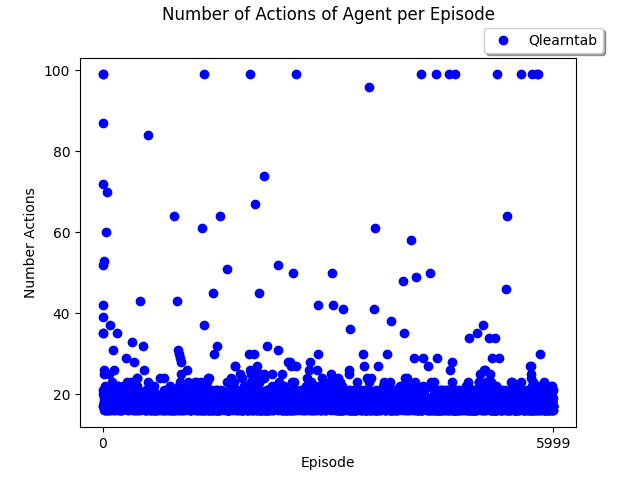 Number of Actions of Agent per Episode
Qlearntab
100
80
60
40
20
Number Actions
0
5999
Episode